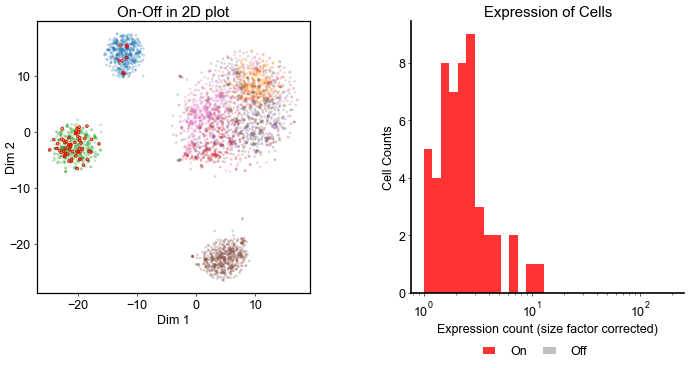 On-Off in 2D plot
Dim 2
10
0
−10
−20
−20 −10 0 10
Dim 1
Expression of Cells
Cell Counts
8
6
4
2
0
10^0 10^1 10^2
Expression count (size factor corrected)
On Off